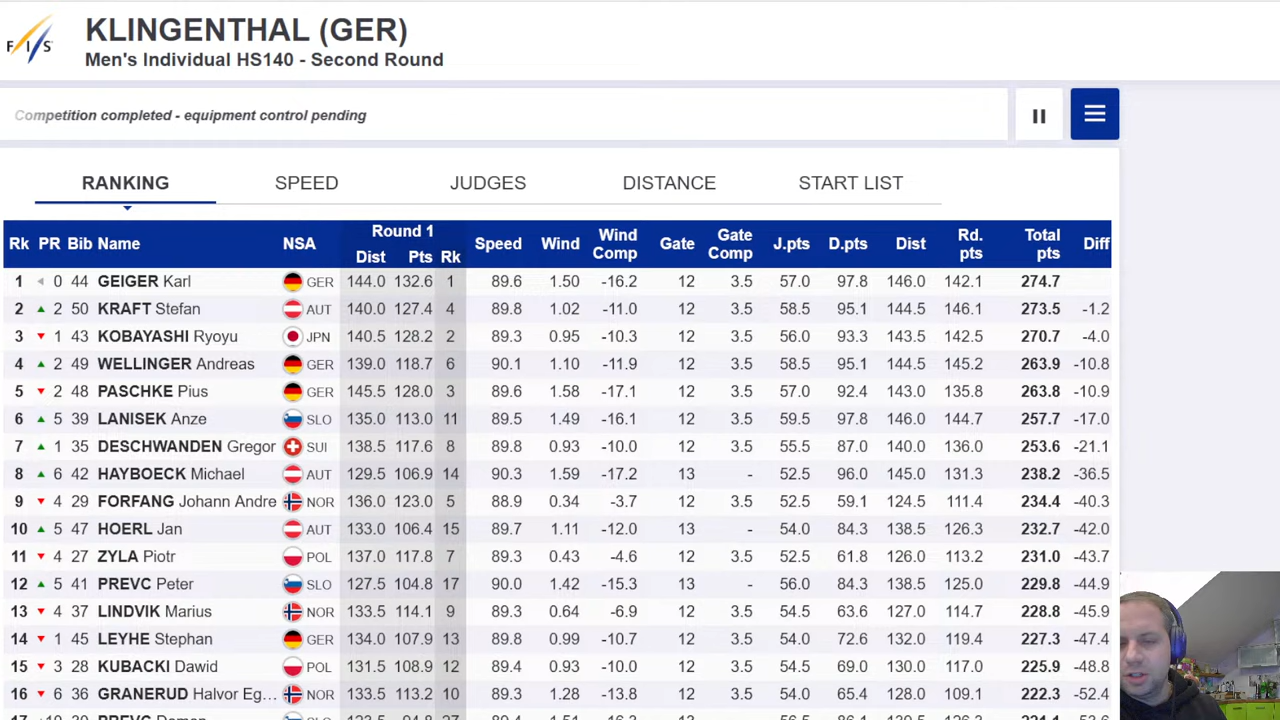 FIS
KLINGENTHAL (GER)
Men's Individual HS140 - Second Round
Competition completed - equipment control pending
RANKING SPEED JUDGES DISTANCE START LIST
Rk PR Bib Name NSA Round 1 Dist Pts Rk Speed Wind Wind Comp Gate Gate Comp J.pts D.pts Dist Rd. pts Total pts Diff
1 0 44 GEIGER Karl GER 144.0 132.6 1 89.6 1.50 -16.2 12 3.5 57.0 97.8 146.0 142.1 274.7
2 2 50 KRAFT Stefan AUT 140.0 127.4 4 89.8 1.02 -11.0 12 3.5 58.5 95.1 144.5 146.1 273.5 -1.2
3 1 43 KOBAYASHI Ryoyu JPN 140.5 128.2 2 89.3 0.95 -10.3 12 3.5 56.0 93.3 143.5 142.5 270.7 -4.0
4 2 49 WELLINGER Andreas GER 139.0 118.7 6 90.1 1.10 -11.9 12 3.5 58.5 95.1 144.5 145.2 263.9 -10.8
5 2 48 PASCHKE Pius GER 145.5 128.0 3 89.6 1.58 -17.1 12 3.5 57.0 92.4 143.0 135.8 263.8 -10.9
6 5 39 LANISEK Anze SLO 135.0 113.0 11 89.5 1.49 -16.1 12 3.5 59.5 97.8 146.0 144.7 257.7 -17.0
7 1 35 DESCHWANDEN Gregor SUI 138.5 117.6 8 89.8 0.93 -10.0 12 3.5 55.5 87.0 140.0 136.0 253.6 -21.1
8 6 42 HAYBOECK Michael AUT 129.5 106.9 14 90.3 1.59 -17.2 13 - 52.5 96.0 145.0 131.3 238.2 -36.5
9 4 29 FORFANG Johann Andre NOR 136.0 123.0 5 88.9 0.34 -3.7 12 3.5 52.5 59.1 124.5 111.4 234.4 -40.3
10 5 47 HOERL Jan AUT 133.0 106.4 15 89.7 1.11 -12.0 13 - 54.0 84.3 138.5 126.3 232.7 -42.0
11 4 27 ZYLA Piotr POL 137.0 117.8 7 89.3 0.43 -4.6 12 3.5 52.5 61.8 126.0 113.2 231.0 -43.7
12 5 41 PREVC Peter SLO 127.5 104.8 17 90.0 1.42 -15.3 13 - 56.0 84.3 138.5 125.0 229.8 -44.9
13 4 37 LINDVIK Marius NOR 133.5 114.1 9 89.3 0.64 -6.9 12 3.5 54.5 63.6 127.0 114.7 228.8 -45.9
14 1 45 LEYHE Stephan GER 134.0 107.9 13 89.8 0.99 -10.7 12 3.5 54.0 72.6 132.0 119.4 227.3 -47.4
15 3 28 KUBACKI Dawid POL 131.5 108.9 12 89.4 0.93 -10.0 12 3.5 54.5 69.0 130.0 117.0 225.9 -48.8
16 6 36 GRANERUD Halvor Eg... NOR 133.5 113.2 10 89.3 1.28 -13.8 12 3.5 54.0 65.4 128.0 109.1 222.3 -52.4